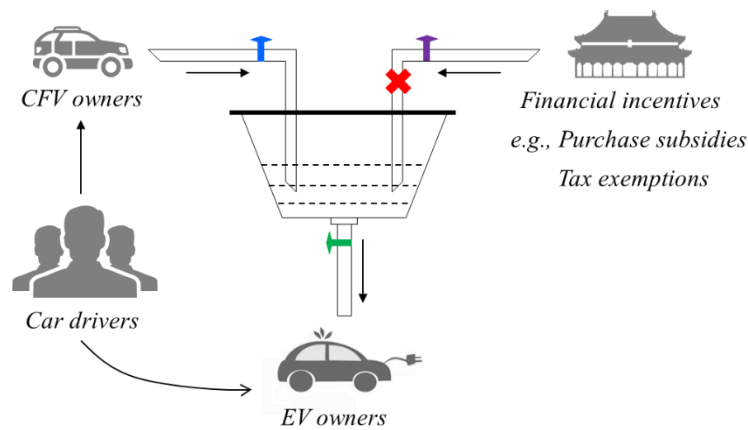 CFV owners
Financial incentives
e.g., Purchase subsidies
Tax exemptions
Car drivers
EV owners